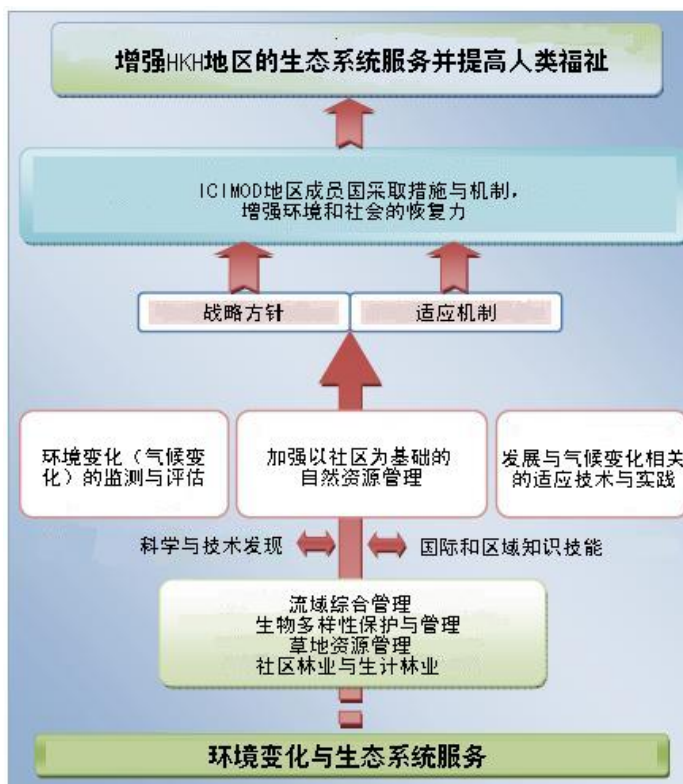 增强HKH地区的生态系统服务并提高人类福祉
ICIMOD地区成员国采取措施与机制，
增强环境和社会的恢复力
战略方针
适应机制
环境变化（气候变
化）的监测与评估
加强以社区为基础的
自然资源管理
发展与气候变化相关
的适应技术与实践
科学与技术发现
国际和区域知识技能
流域综合管理
生物多样性保护与管理
草地资源管理
社区林业与生计林业
环境变化与生态系统服务